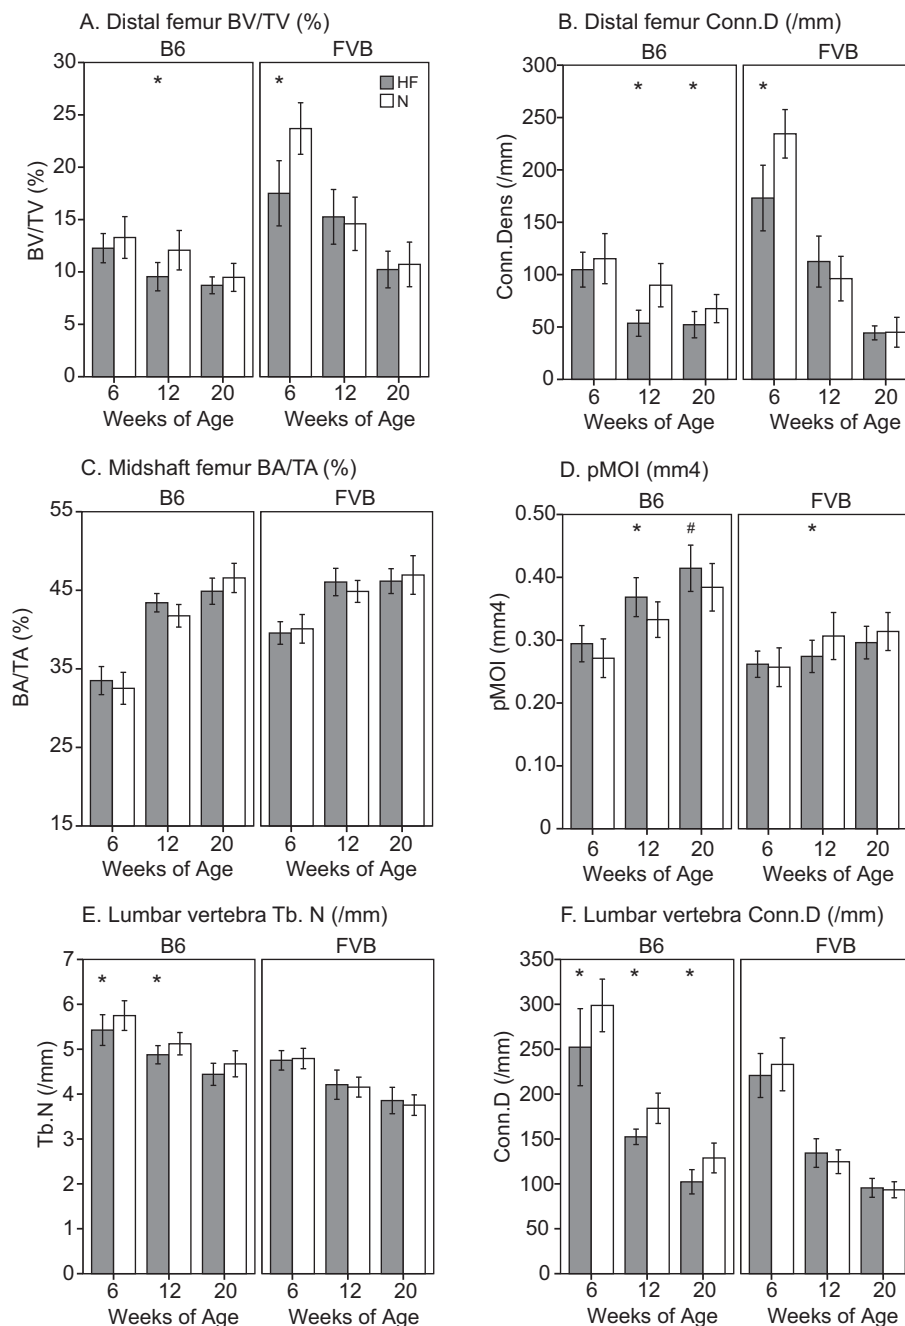 A. Distal femur BV/TV (%)
B6 FVB
30
25
20
15
10
5
0
BV/TV (%)
* *
HF
N
6 12 20 6 12 20
Weeks of Age Weeks of Age
B. Distal femur Conn.D (/mm)
B6 FVB
300
250
200
150
100
50
0
Conn.Dens (/mm)
* * *
6 12 20 6 12 20
Weeks of Age Weeks of Age
C. Midshaft femur BA/TA (%)
B6 FVB
55
45
35
25
15
BA/TA (%)
6 12 20 6 12 20
Weeks of Age Weeks of Age
D. pMOI (mm4)
B6 FVB
0.50
0.40
0.30
0.20
0.10
0
pMOI (mm4)
* # *
6 12 20 6 12 20
Weeks of Age Weeks of Age
E. Lumbar vertebra Tb. N (/mm)
B6 FVB
7
6
5
4
3
2
1
0
Tb.N (/mm)
* *
6 12 20 6 12 20
Weeks of Age Weeks of Age
F. Lumbar vertebra Conn.D (/mm)
B6 FVB
350
300
250
200
150
100
50
0
Conn.D (/mm)
* * *
6 12 20 6 12 20
Weeks of Age Weeks of Age